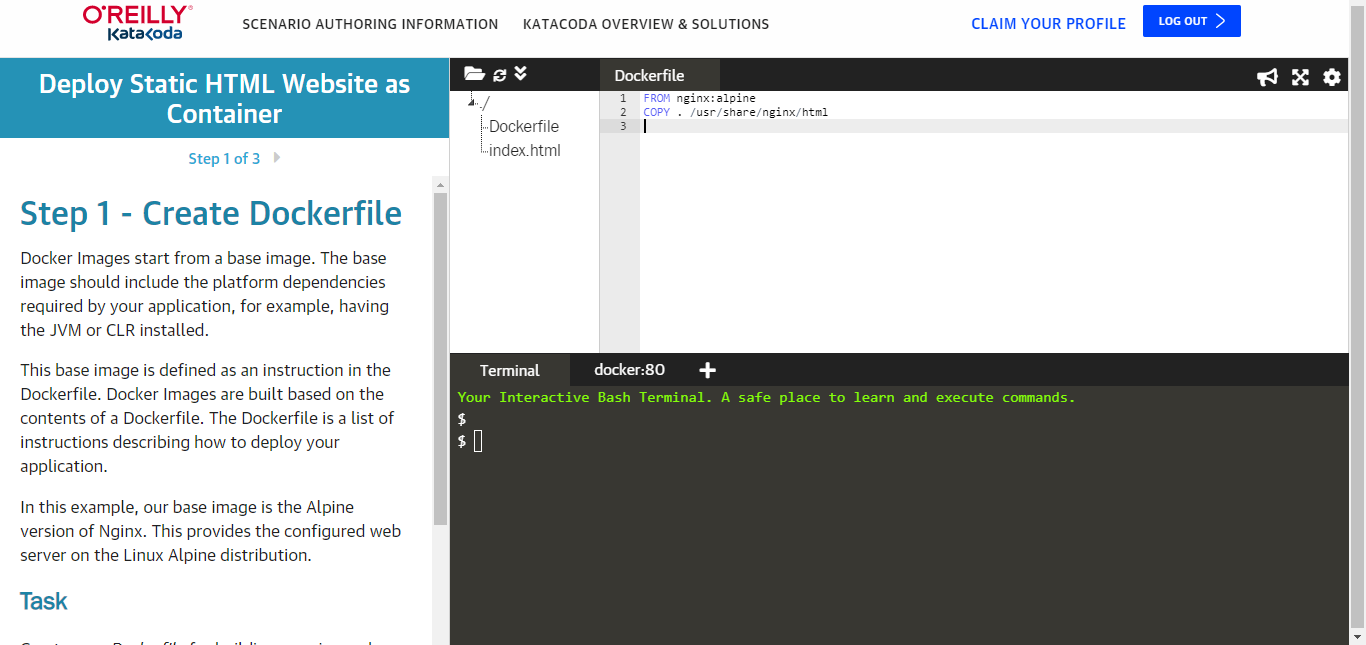 O'REILLY®
KataKoda
SCENARIO AUTHORING INFORMATION
KATACODA OVERVIEW & SOLUTIONS
CLAIM YOUR PROFILE
LOG OUT
Deploy Static HTML Website as
Container
Step 1 of 3
Step 1 - Create Dockerfile
Docker Images start from a base image. The base
image should include the platform dependencies
required by your application, for example, having
the JVM or CLR installed.
This base image is defined as an instruction in the
Dockerfile. Docker Images are built based on the
contents of a Dockerfile. The Dockerfile is a list of
instructions describing how to deploy your
application.
In this example, our base image is the Alpine
version of Nginx. This provides the configured web
server on the Linux Alpine distribution.
Task
./
Dockerfile
index.html
Dockerfile
1 FROM nginx:alpine
2 COPY . /usr/share/nginx/html
3
Terminal
docker:80
Your Interactive Bash Terminal. A safe place to learn and execute commands.
$
$